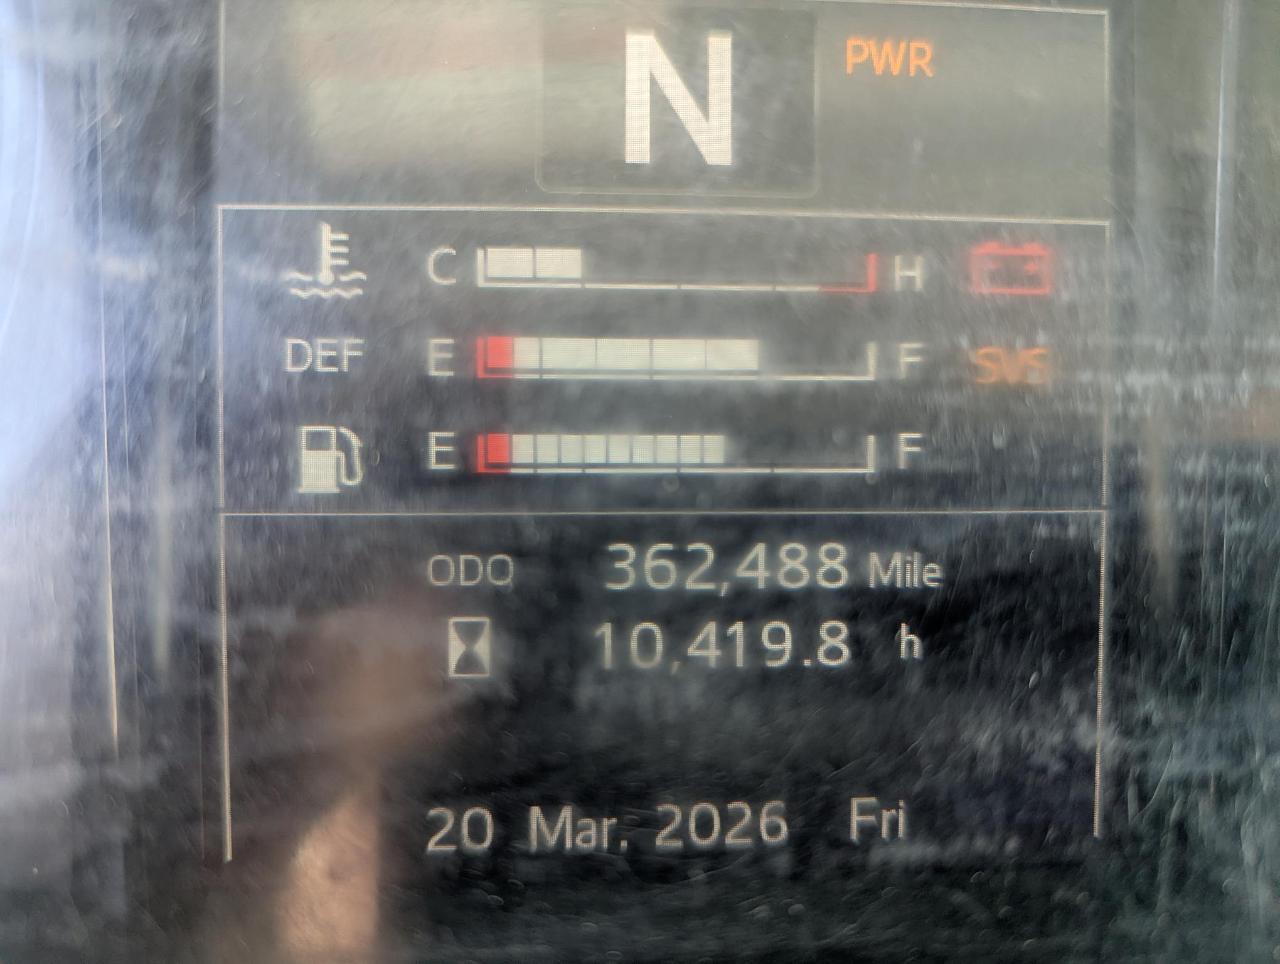 N PWR
C H
DEF E F SVS
E F
ODO 362,488 Mile
10,419.8 h
20 Mar. 2026 Fri